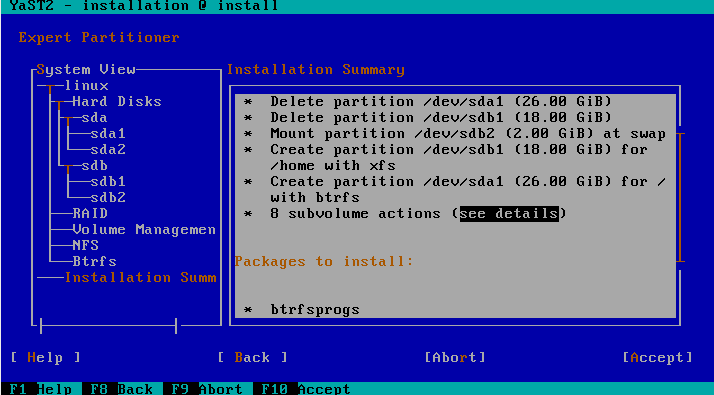 YaST2 - installation @ install
Expert Partitioner
System View
Installation Summary
linux
Hard Disks
sda
sda1
sda2
sdb
sdb1
sdb2
RAID
Volume Managemen
NFS
Btrfs
Installation Summ
* Delete partition /dev/sda1 (26.00 GiB)
* Delete partition /dev/sdb1 (18.00 GiB)
* Mount partition /dev/sdb2 (2.00 GiB) at swap
* Create partition /dev/sdb1 (18.00 GiB) for
/home with xfs
* Create partition /dev/sda1 (26.00 GiB) for /
with btrfs
* 8 subvolume actions (see details)
Packages to install:
* btrfsprogs
[ Help ] [ Back ] [Abort] [Accept]
F1 Help F8 Back F9 Abort F10 Accept